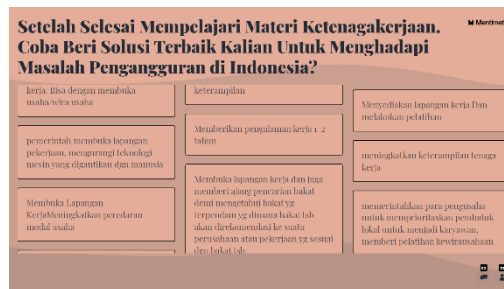 Setelah Selesai Mempelajari Materi Ketenagakerjaan.
Coba Beri Solusi Terbaik Kalian Untuk Menghadapi
Masalah Pengangguran di Indonesia?
Mentimet
kerja. Bisa dengan membuka
usaha/wira usaha
pemerintah membuka lapangan
pekerjaan, mengurangi teknologi
mesin yang digantikan dgn manusia
Membuka Lapangan
KerjaMeningkatkan peredaran
modal usaha
keterampilan
Memberikan pengalaman kerja 1-2
tahun
Membuka lapangan kerja dan juga
memberi ajang pencarian bakat
demi mengetahui bakat yg
terpendam yg dimana bakat tsb
akan direkomendasi ke suatu
perusahaan atau pekerjaan yg sesuai
dgn bakat tsb
Menyediakan lapangan kerja Dan
melakukan pelatihan
meningkatkan keterampilan tenaga
kerja
memerintahkan para pengusaha
untuk memprioritaskan penduduk
lokal untuk menjadi karyawan,
memberi pelatihan kewirausahaan